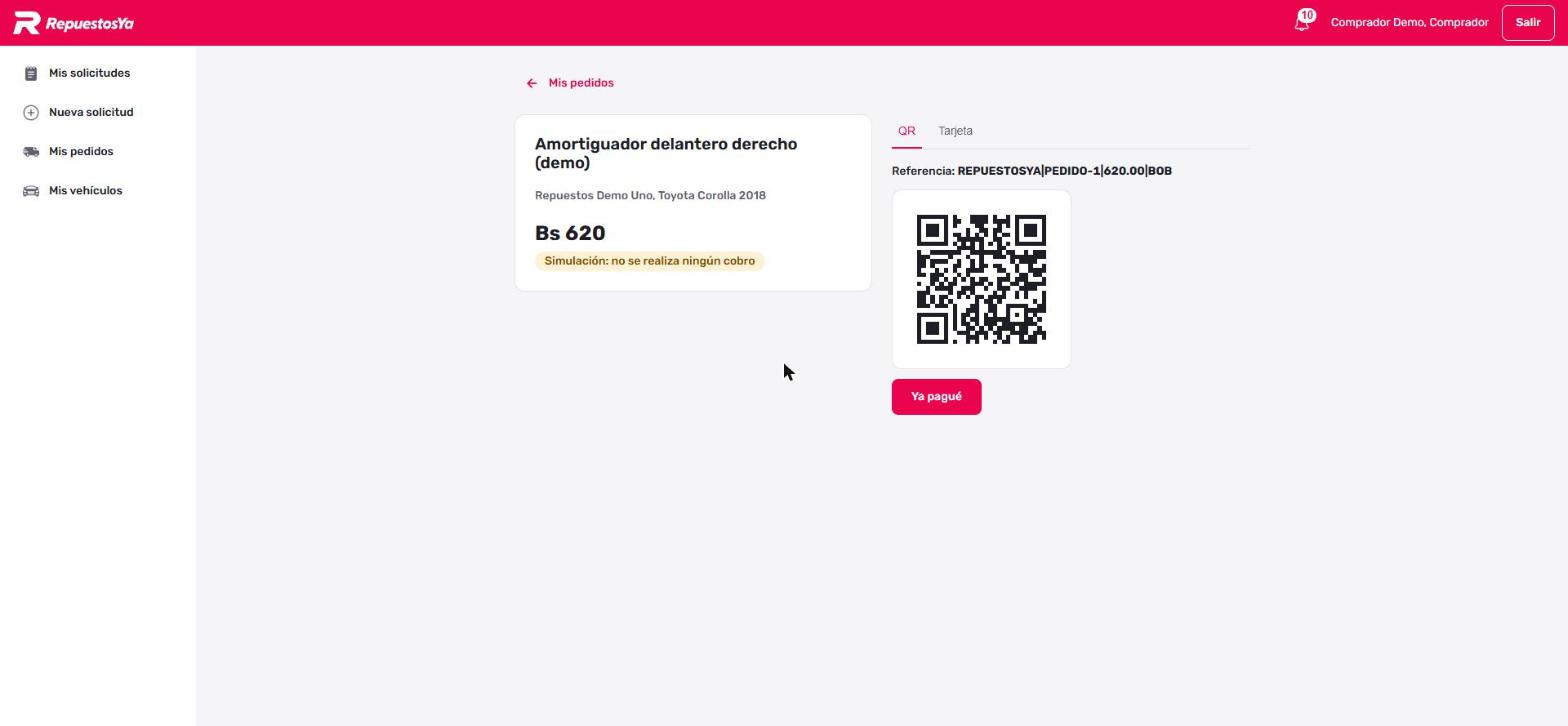 RepuestosYa
10
Comprador Demo, Comprador
Salir
Mis solicitudes
Nueva solicitud
Mis pedidos
Mis vehículos
Mis pedidos
Amortiguador delantero derecho
(demo)
Repuestos Demo Uno, Toyota Corolla 2018
Bs 620
Simulación: no se realiza ningún cobro
QR
Tarjeta
Referencia: REPUESTOSYA|PEDIDO-1|620.00|BOB
Ya pagué